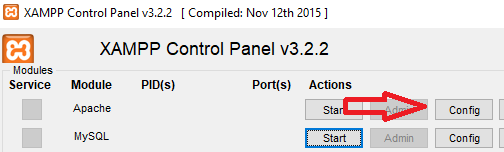 XAMPP Control Panel v3.2.2 [ Compiled: Nov 12th 2015 ]
XAMPP Control Panel v3.2.2
Modules
Service Module PID(s) Port(s) Actions
Apache Start Admin Config
MySQL Start Admin Config